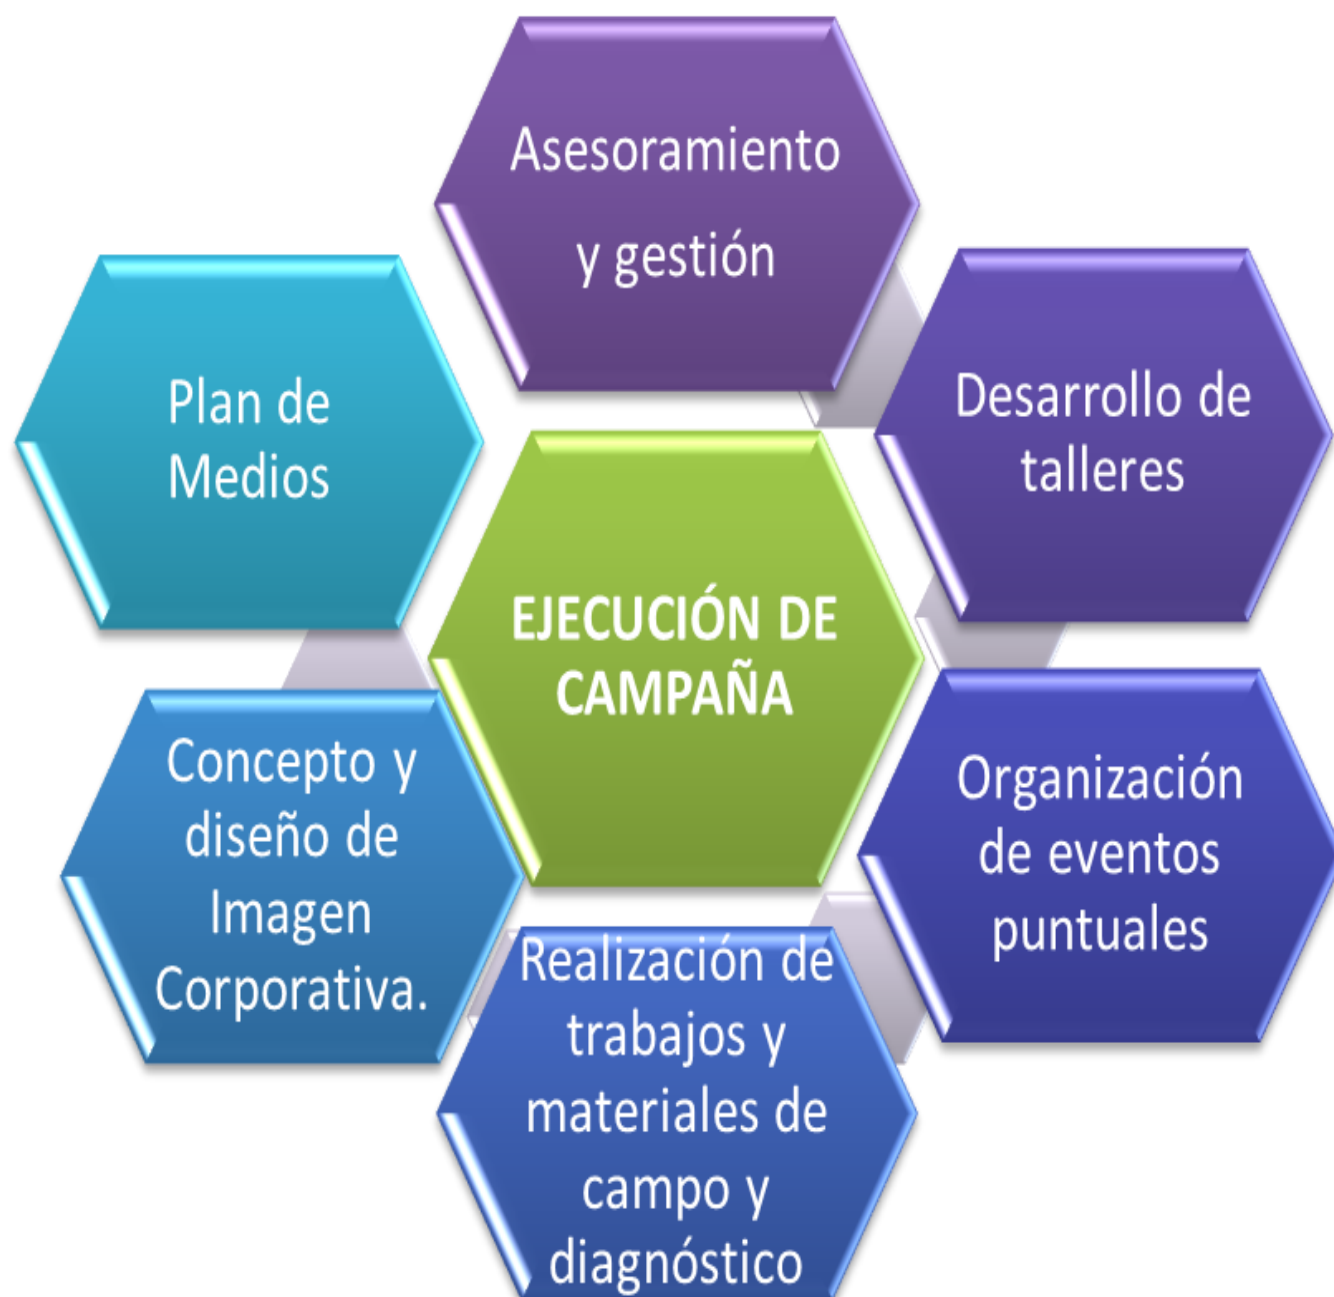 Asesoramiento
y gestión
Desarrollo de
talleres
Organización
de eventos
puntuales
Realización de
trabajos y
materiales de
campo y
diagnóstico
Concepto y
diseño de
Imagen
Corporativa.
Plan de
Medios
EJECUCIÓN DE
CAMPAÑA